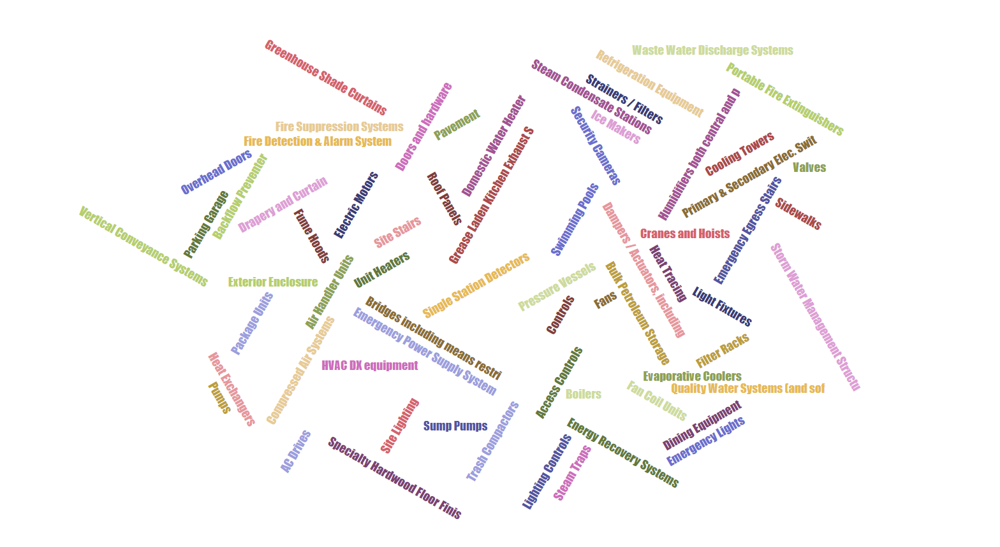 Greenhouse Shade Curtains
Waste Water Discharge Systems
Refrigeration Equipment
Portable Fire Extinguishers
Steam Condensate Stations
Strainers / Filters
Ice Makers
Doors and hardware
Pavement
Domestic Water Heater
Humidifiers both central and p
Fire Suppression Systems
Fire Detection & Alarm System
Security Cameras
Grease Laden Kitchen Exhaust S
Cooling Towers
Primary & Secondary Elec. Swit
Valves
Overhead Doors
Backflow Preventer
Parking Garage
Drapery and Curtain
Electric Motors
Roof Panels
Swimming Pools
Emergency Egress Stairs
Sidewalks
Vertical Conveyance Systems
Fume Hoods
Site Stairs
Dampers / Actuators, including
Cranes and Hoists
Heat Tracing
Storm Water Management Structu
Exterior Enclosure
Air Handler Units
Unit Heaters
Single Station Detectors
Pressure Vessels
Fans
Bulk Petroleum Storage
Light Fixtures
Package Units
Bridges including means restri
Emergency Power Supply System
Controls
Compressed Air Systems
HVAC DX equipment
Filter Racks
Heat Exchangers
Pumps
Access Controls
Evaporative Coolers
Quality Water Systems (and sof
Boilers
Fan Coil Units
Site Lighting
Sump Pumps
Trash Compactors
Dining Equipment
Emergency Lights
Energy Recovery Systems
AC Drives
Specialty Hardwood Floor Finis
Lighting Controls
Steam Traps